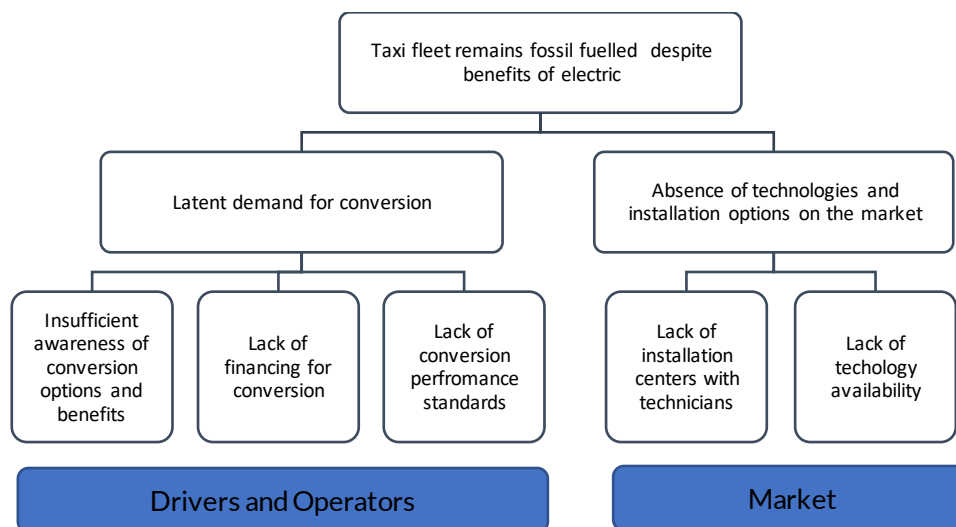 Taxi fleet remains fossil fuelled despite
benefits of electric
Latent demand for conversion
Absence of technologies and
installation options on the market
Insufficient
awareness of
conversion
options and
benefits
Lack of
financing for
conversion
Lack of
conversion
perfromance
standards
Lack of
installation
centers with
technicians
Lack of
techology
availability
Drivers and Operators
Market